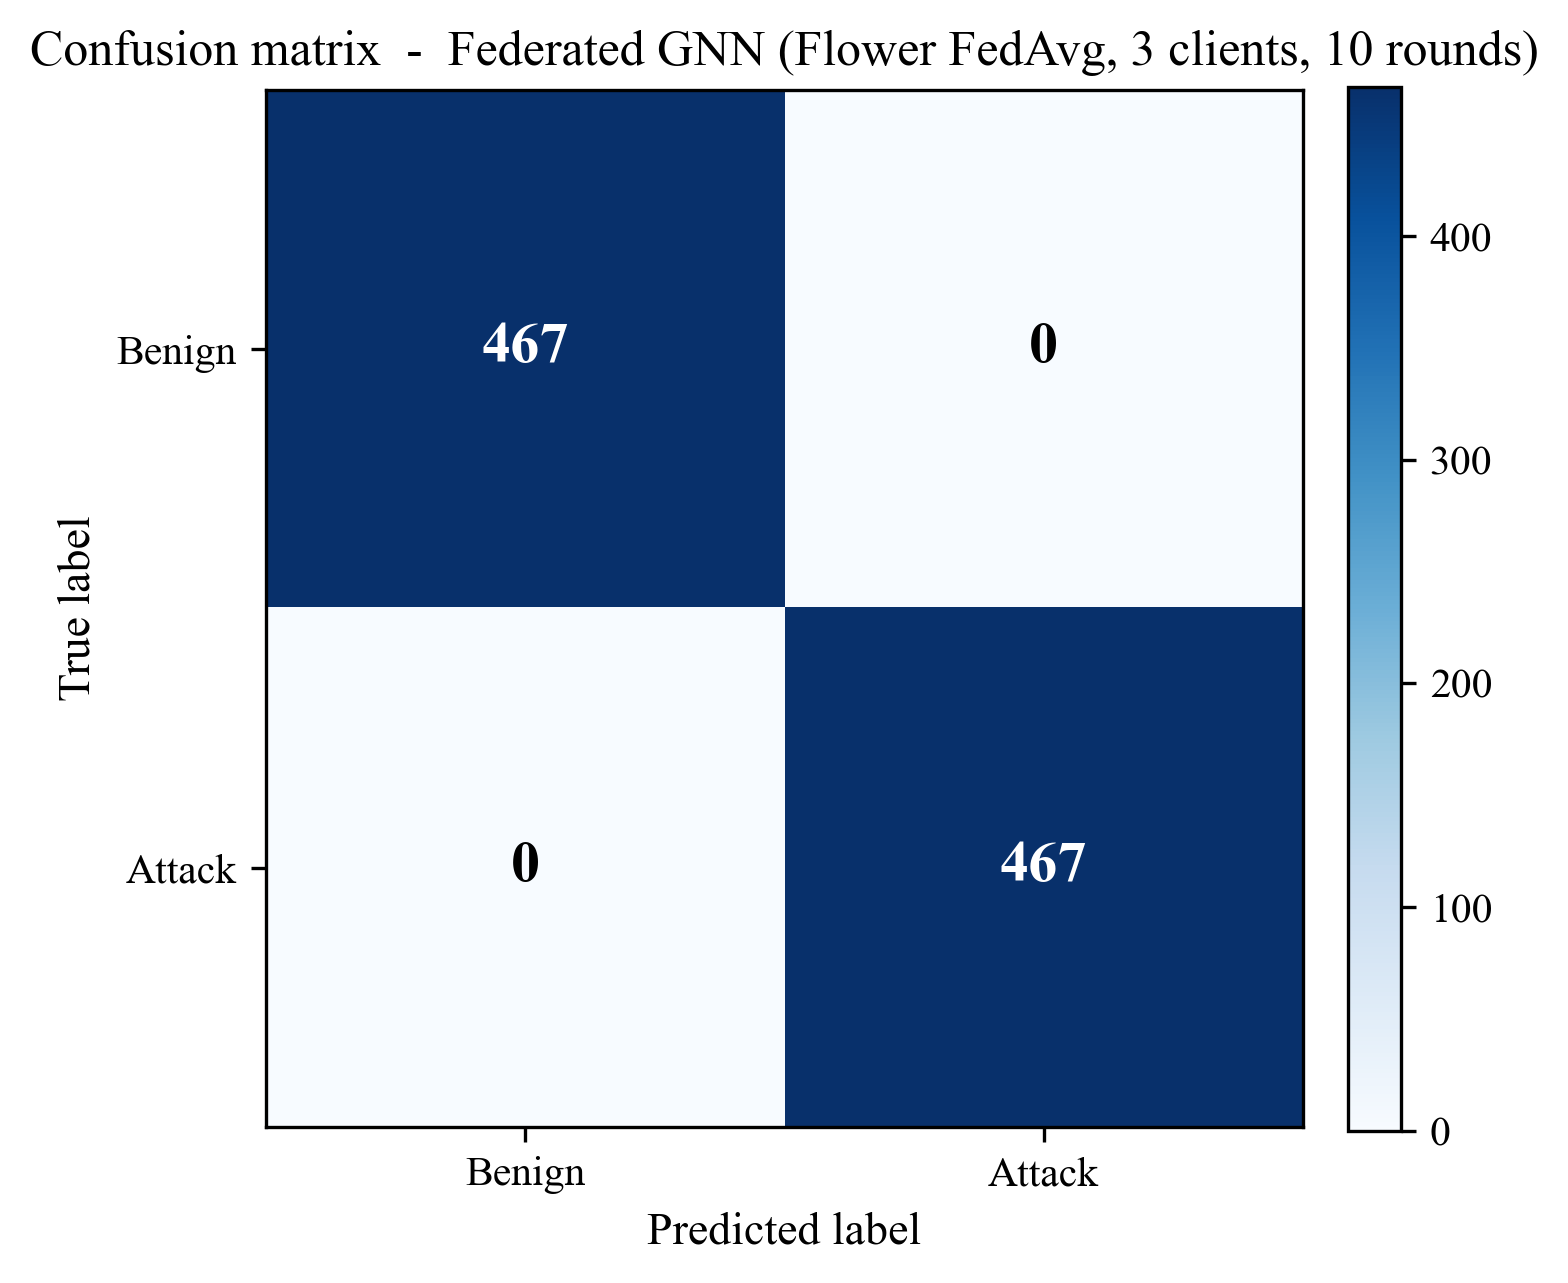 Confusion matrix  -  Federated GNN (Flower FedAvg, 3 clients, 10 rounds)
467
0
Benign
0
467
Attack
True label
Benign
Attack
Predicted label
400
300
200
100
0